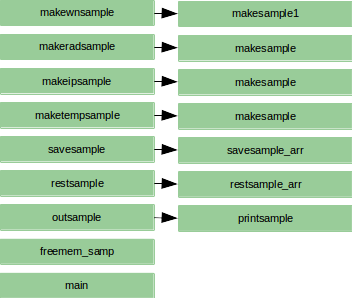 makewnsample makesample1
makeradsample makesample
makeipsample makesample
maketempsample makesample
savesample savesample_arr
restsample restsample_arr
outsample printsample
freemem_samp
main